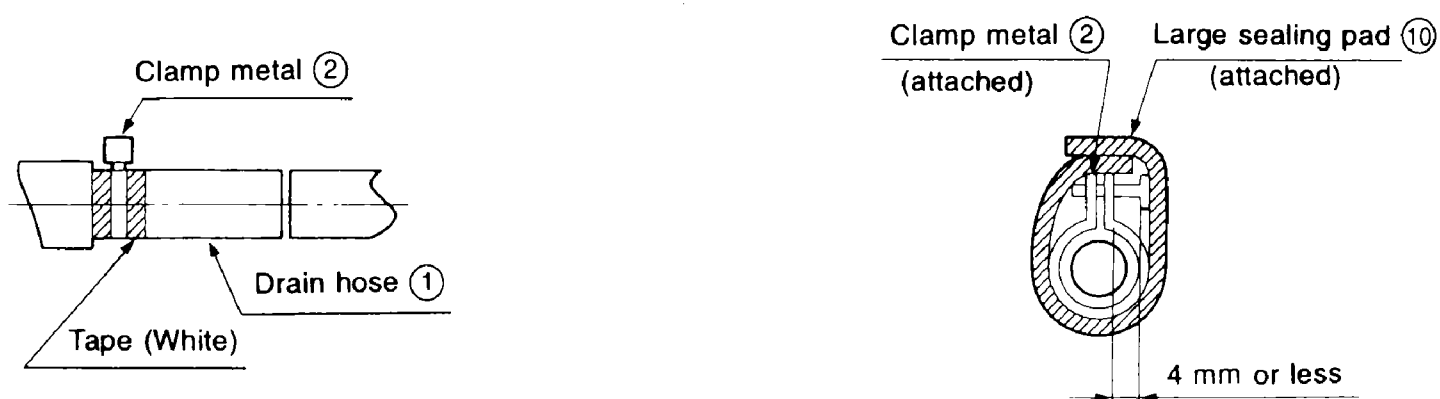 Clamp metal ②
Drain hose ①
Tape (White)
Clamp metal ②
(attached)
Large sealing pad ⑩
(attached)
4 mm or less